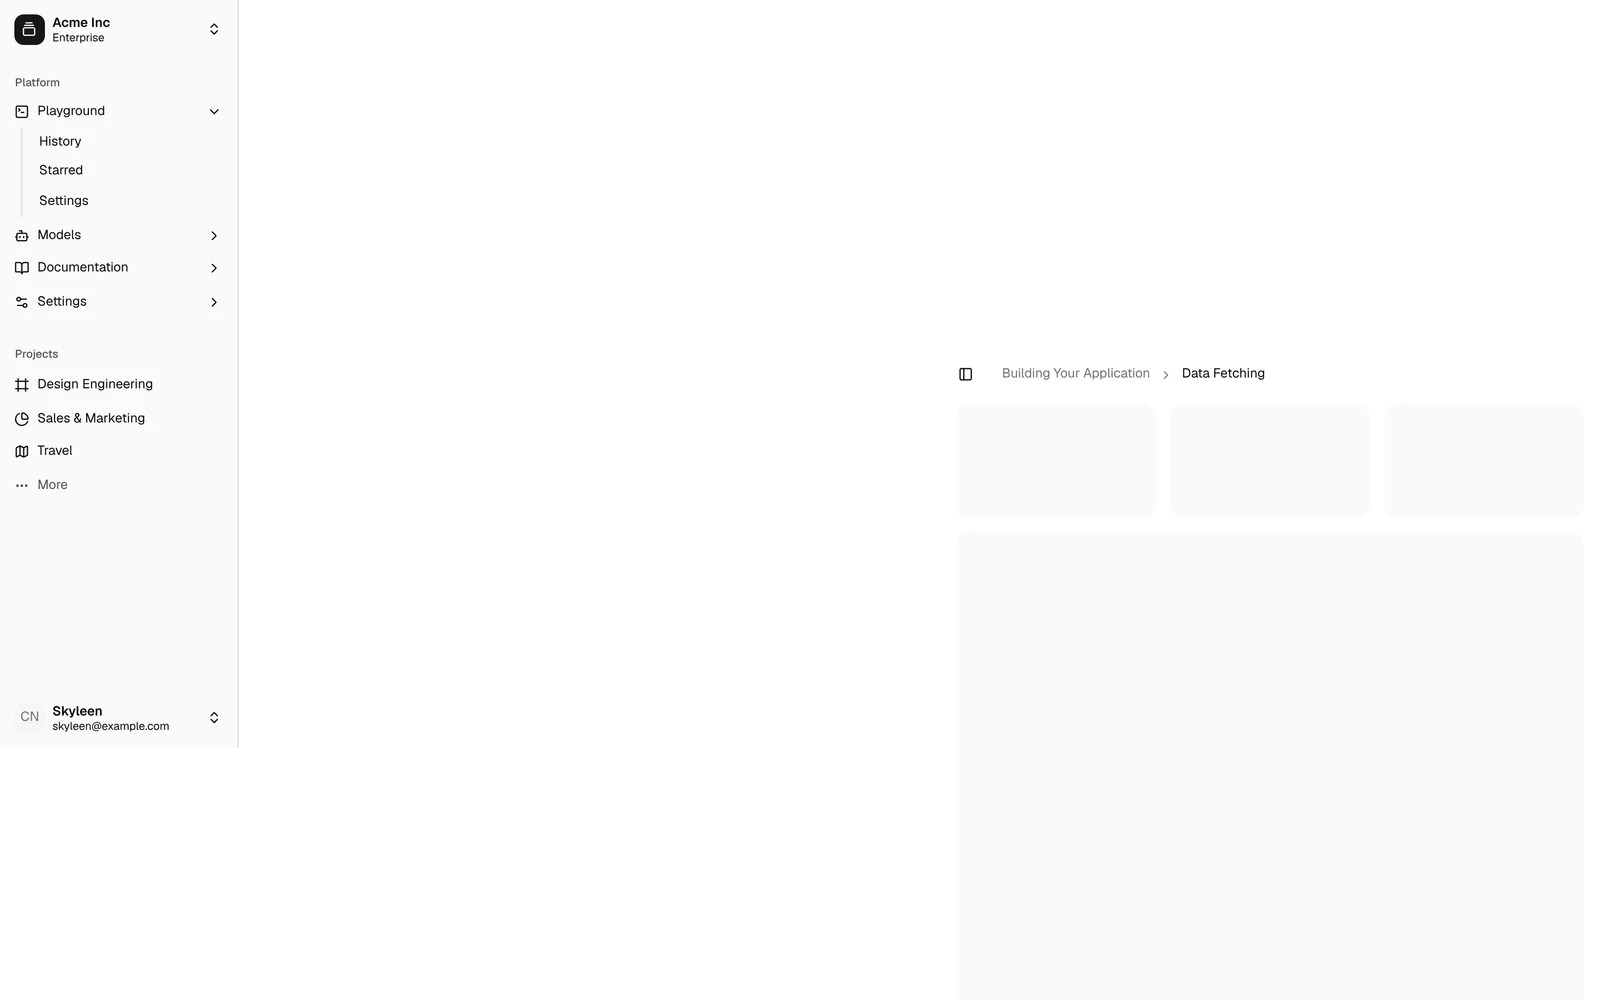 Acme Inc
Enterprise
Platform
Playground
History
Starred
Settings
Models
Documentation
Settings
Projects
Design Engineering
Sales & Marketing
Travel
More
CN
Skyleen
skyleen@example.com
Building Your Application
Data Fetching